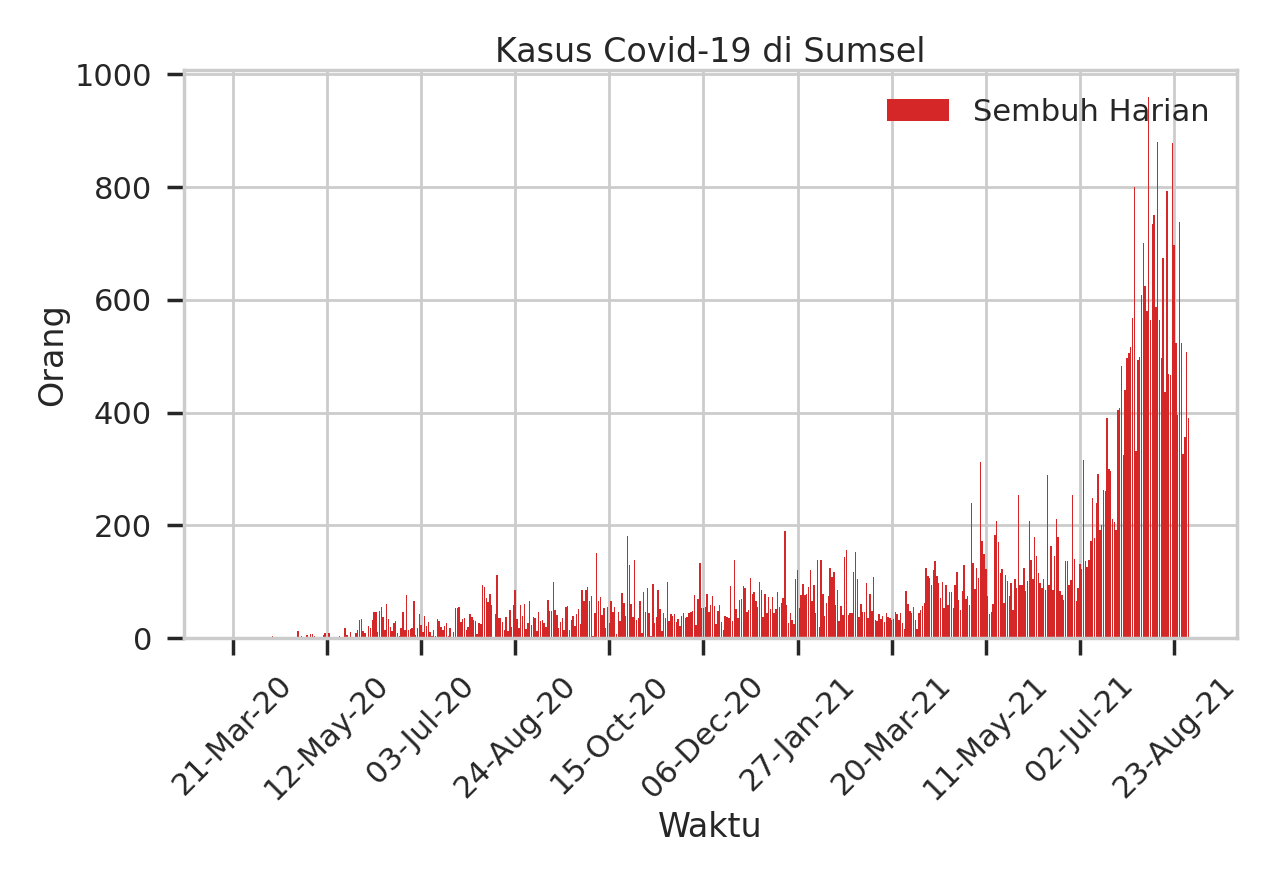 Kasus Covid-19 di Sumsel
Sembuh Harian
Orang
1000
800
600
400
200
0
21-Mar-20
12-May-20
03-Jul-20
24-Aug-20
15-Oct-20
06-Dec-20
27-Jan-21
20-Mar-21
11-May-21
02-Jul-21
23-Aug-21
Waktu